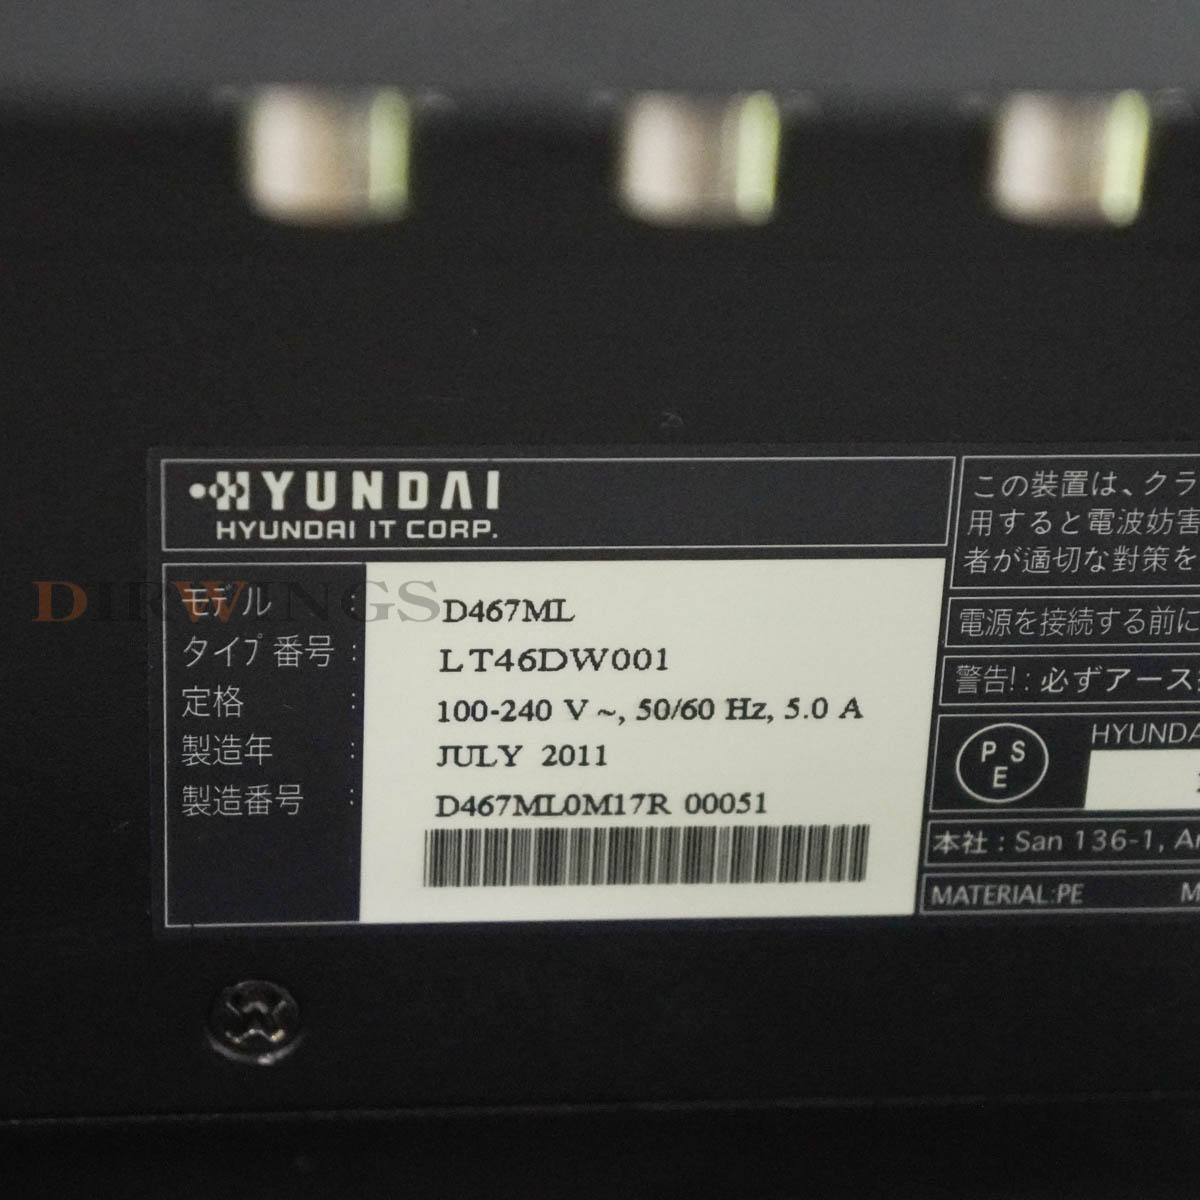 HYUNDAI
HYUNDAI IT CORP.
DIRWINGS
モデル : D467ML
タイプ番号 : LT46DW001
定格 : 100-240 V ~, 50/60 Hz, 5.0 A
製造年 : JULY 2011
製造番号 : D467ML0M17R 00051
この装置は、クラ
用すると電波妨害
者が適切な對策を
電源を接続する前に
警告!: 必ずアース
PSE
HYUNDA
本社 : San 136-1, A
MATERIAL:PE M